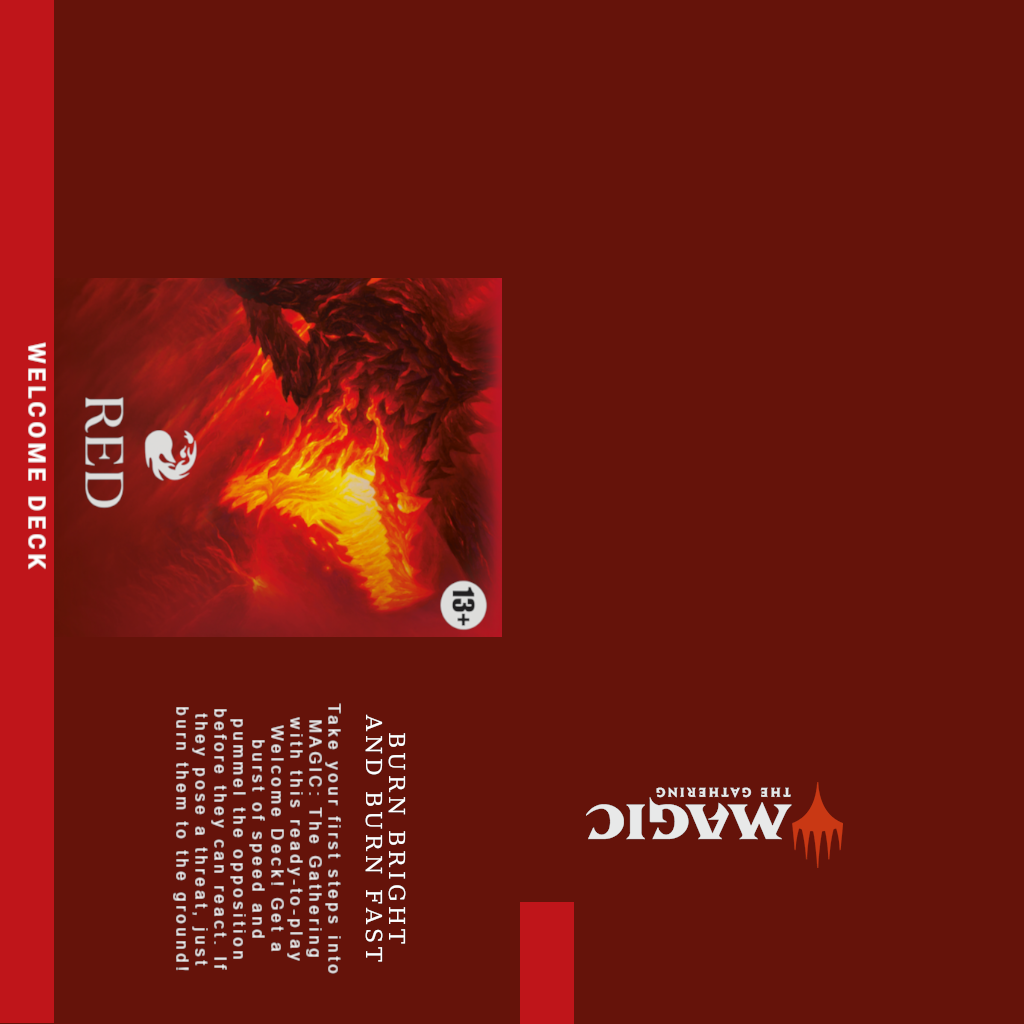 WELCOME DECK
RED
13+
BURN BRIGHT
AND BURN FAST
Take your first steps into
MAGIC: The Gathering
with this ready-to-play
Welcome Deck! Get a
burst of speed and
pummel the opposition
before they can react. If
they pose a threat, just
burn them to the ground!
MAGIC
THE GATHERING